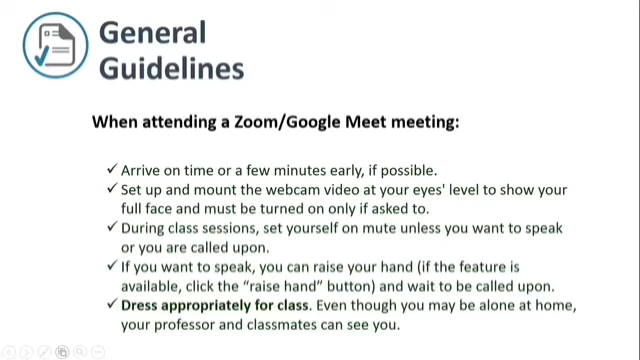 General
Guidelines
When attending a Zoom/Google Meet meeting:
✓ Arrive on time or a few minutes early, if possible.
✓ Set up and mount the webcam video at your eyes' level to show your
full face and must be turned on only if asked to.
✓ During class sessions, set yourself on mute unless you want to speak
or you are called upon.
✓ If you want to speak, you can raise your hand (if the feature is
available, click the “raise hand” button) and wait to be called upon.
✓ Dress appropriately for class. Even though you may be alone at home,
your professor and classmates can see you.